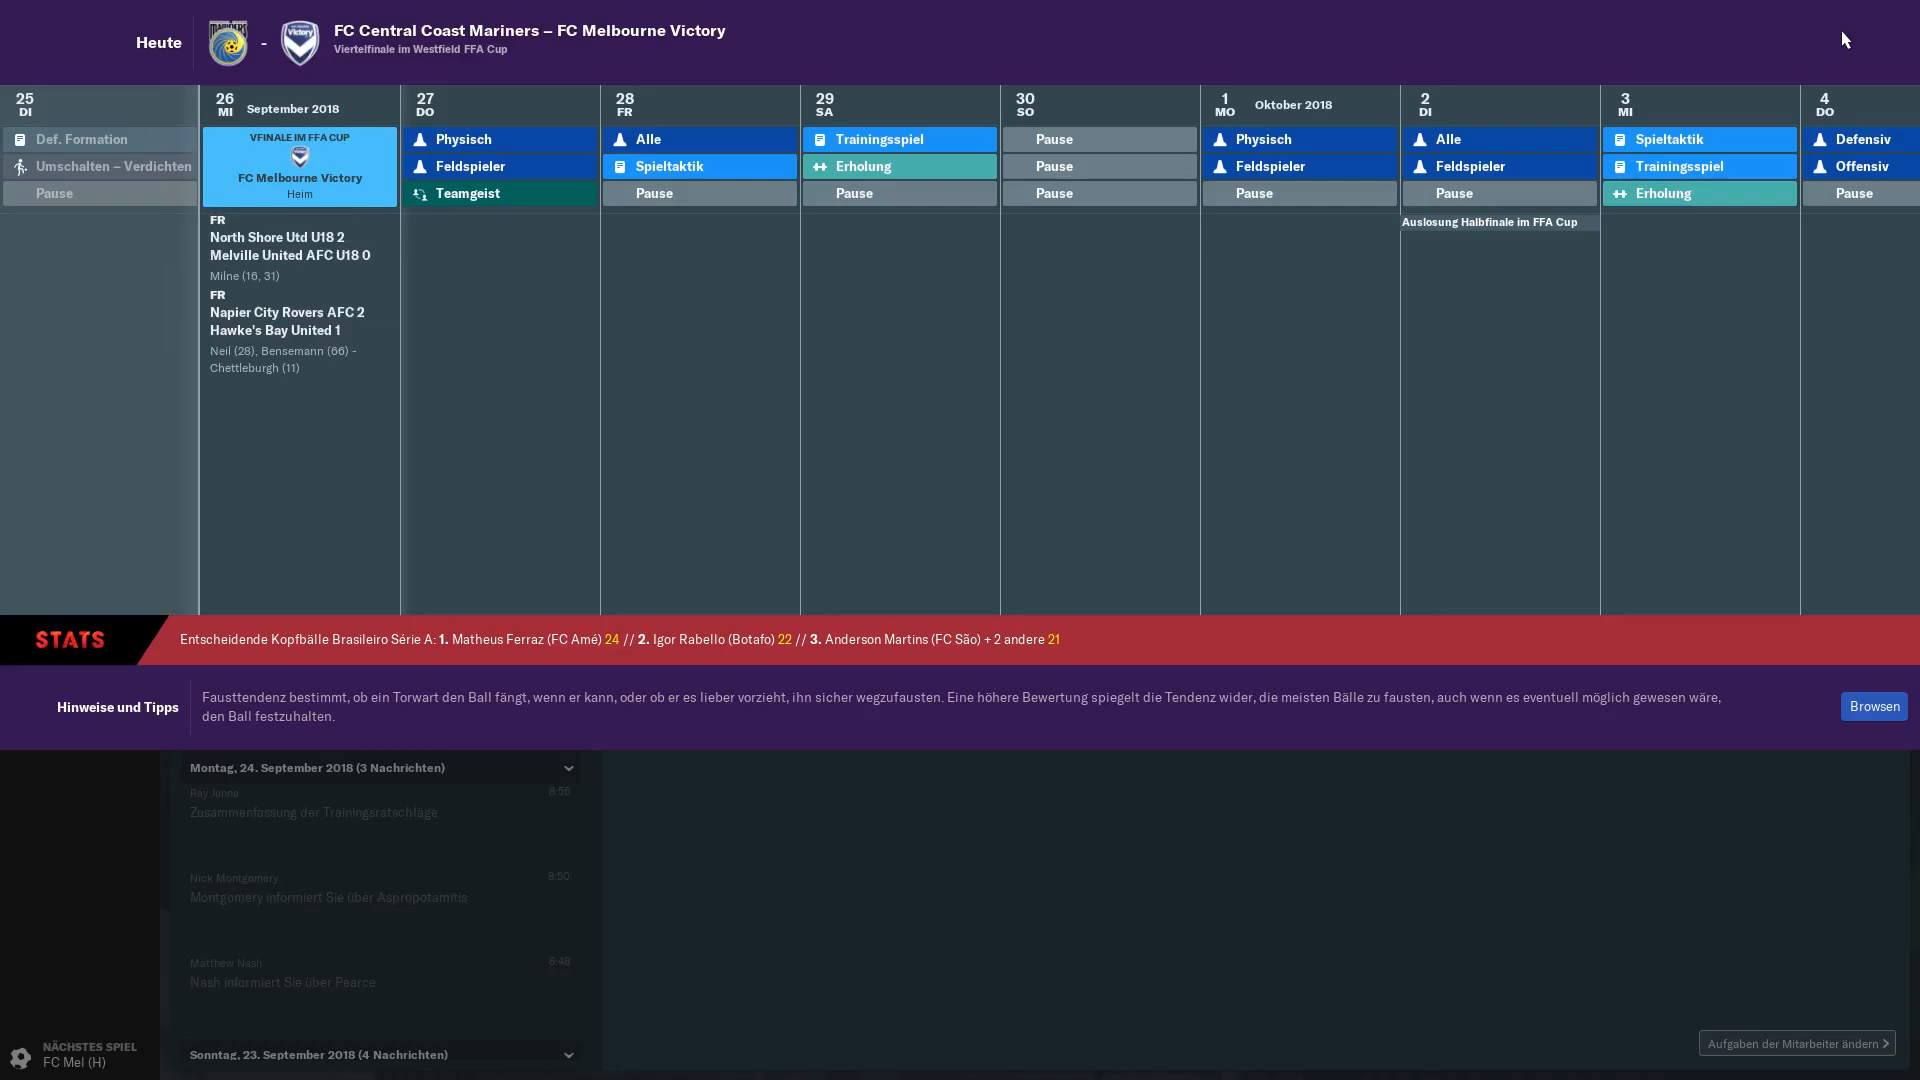 Heute
-
FC Central Coast Mariners – FC Melbourne Victory
Viertelfinale im Westfield FFA Cup
25
DI
Def. Formation
Umschalten – Verdichten
Pause
26
MI
September 2018
VFINALE IM FFA CUP
FC Melbourne Victory
Heim
FR
North Shore Utd U18 2
Melville United AFC U18 0
Milne (16, 31)
FR
Napier City Rovers AFC 2
Hawke's Bay United 1
Neil (28), Bensemann (66) -
Chettleburgh (11)
27
DO
Physisch
Feldspieler
Teamgeist
28
FR
Alle
Spieltaktik
Pause
29
SA
Trainingsspiel
Erholung
Pause
30
SO
Pause
Pause
Pause
1
MO
Oktober 2018
Physisch
Feldspieler
Pause
2
DI
Alle
Feldspieler
Pause
Auslosung Halbfinale im FFA Cup
3
MI
Spieltaktik
Trainingsspiel
Erholung
4
DO
Defensiv
Offensiv
Pause
STATS
Entscheidende Kopfbälle Brasileiro Série A: 1. Matheus Ferraz (FC Amé) 24 // 2. Igor Rabello (Botafo) 22 // 3. Anderson Martins (FC São) + 2 andere 21
Hinweise und Tipps
Fausttendenz bestimmt, ob ein Torwart den Ball fängt, wenn er kann, oder ob er es lieber vorzieht, ihn sicher wegzufausten. Eine höhere Bewertung spiegelt die Tendenz wider, die meisten Bälle zu fausten, auch wenn es eventuell möglich gewesen wäre,
den Ball festzuhalten.
Browsen
Montag, 24. September 2018 (3 Nachrichten)
Ray Junna 8:56
Zusammenfassung der Trainingsratschläge
Nick Montgomery 8:50
Montgomery informiert Sie über Aspropotamitis
Matthew Nash 8:48
Nash informiert Sie über Pearce
Sonntag, 23. September 2018 (4 Nachrichten)
NÄCHSTES SPIEL
FC Mel (H)
Aufgaben der Mitarbeiter ändern